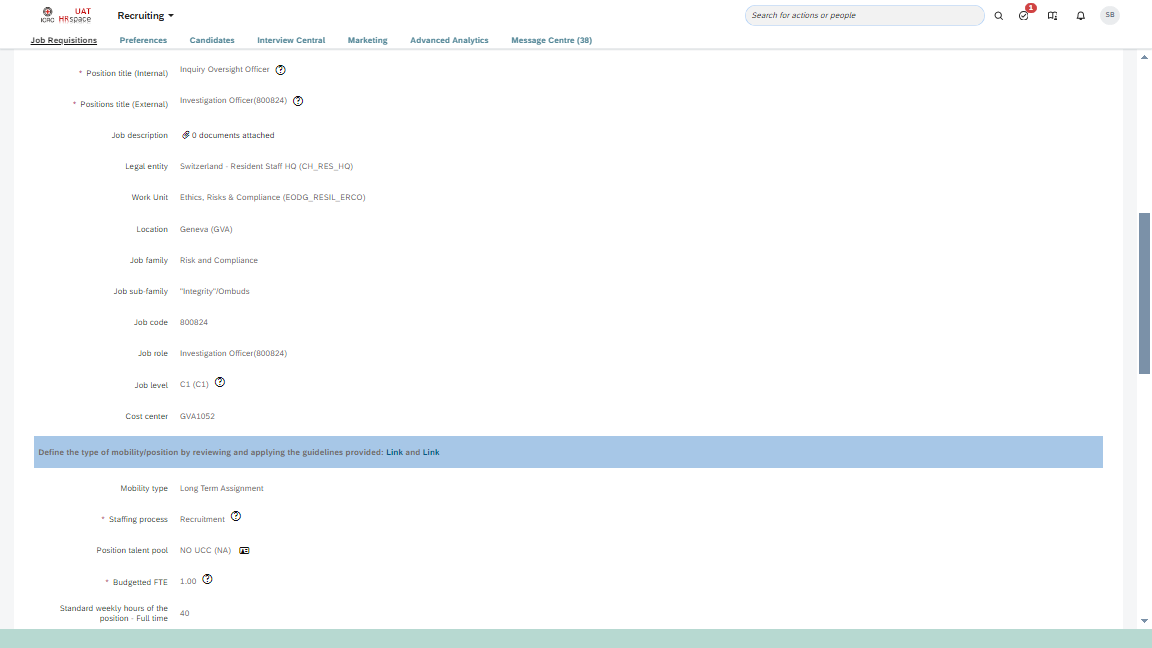 ICRC UAT HRspace
Recruiting
Search for actions or people
1
SB
Job Requisitions Preferences Candidates Interview Central Marketing Advanced Analytics Message Centre (38)
* Position title (Internal) Inquiry Oversight Officer ?
* Positions title (External) Investigation Officer(800824) ?
Job description 0 documents attached
Legal entity Switzerland - Resident Staff HQ (CH_RES_HQ)
Work Unit Ethics, Risks & Compliance (EODG_RESIL_ERCO)
Location Geneva (GVA)
Job family Risk and Compliance
Job sub-family "Integrity"/Ombuds
Job code 800824
Job role Investigation Officer(800824)
Job level C1 (C1) ?
Cost center GVA1052
Define the type of mobility/position by reviewing and applying the guidelines provided: Link and Link
Mobility type Long Term Assignment
* Staffing process Recruitment ?
Position talent pool NO UCC (NA)
* Budgetted FTE 1.00 ?
Standard weekly hours of the
position - Full time 40